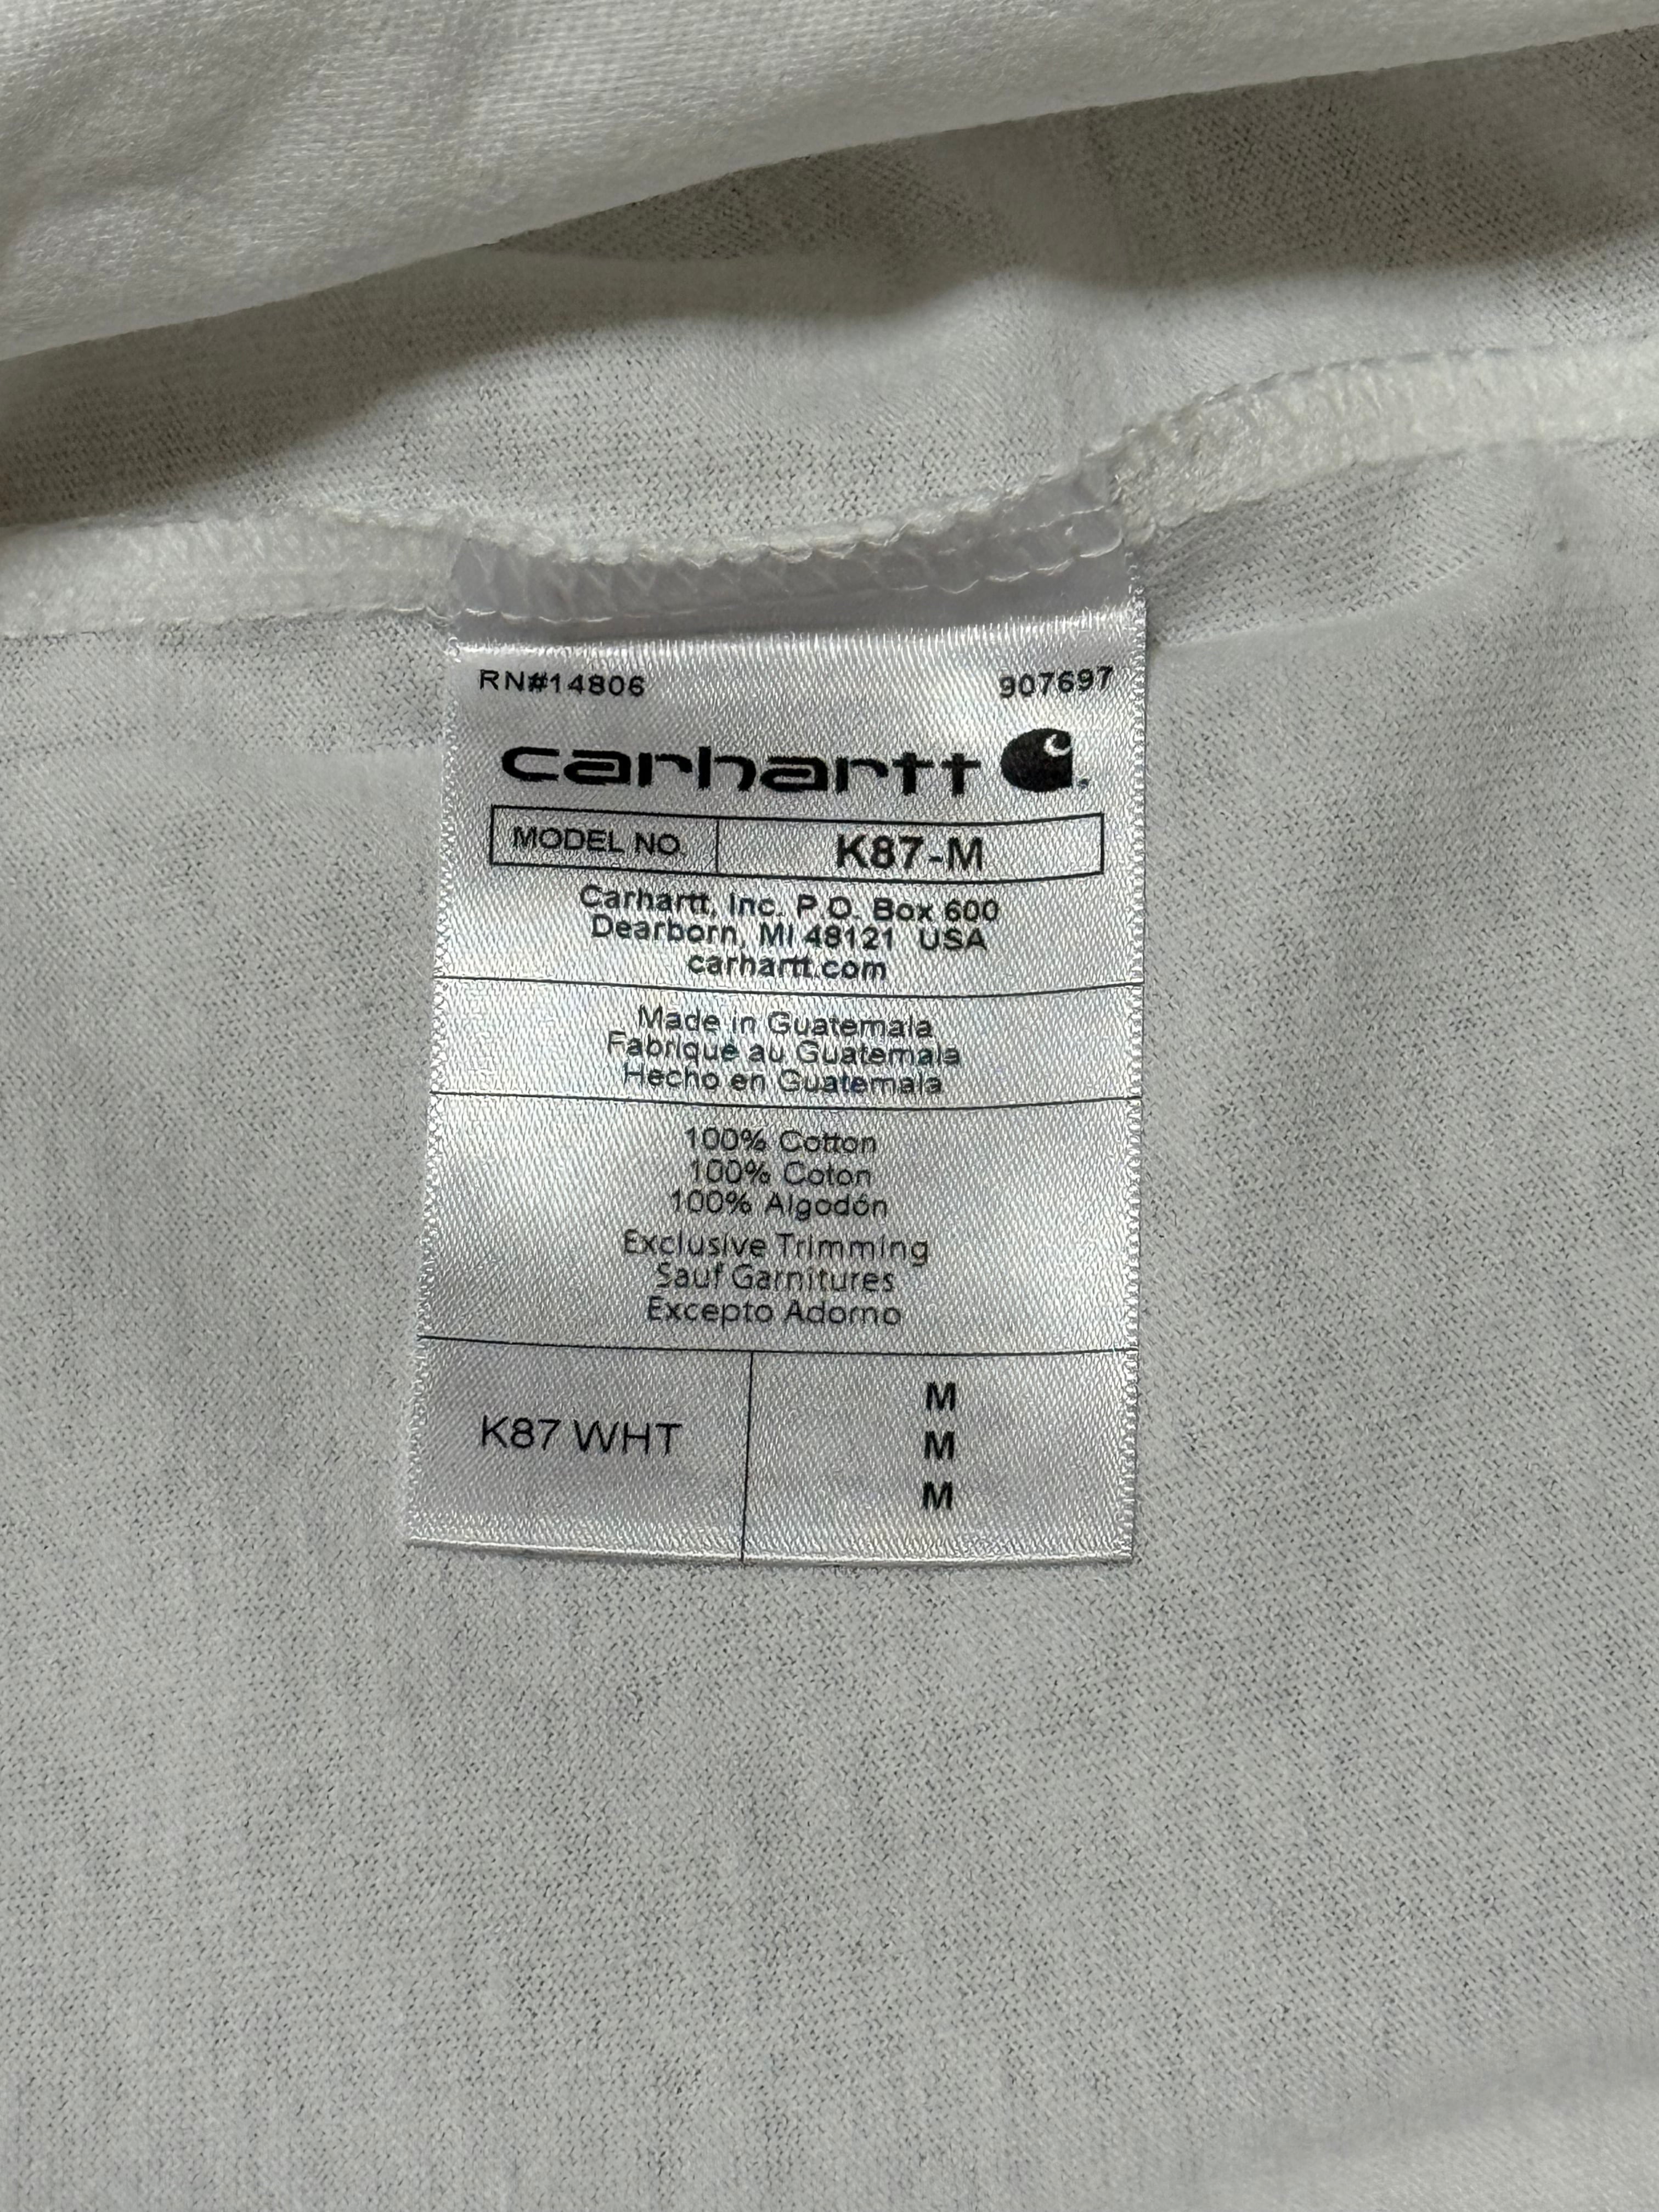 RN#14806 907697
carhartt
MODEL NO. K87-M
Carhartt, Inc. P.O. Box 600
Dearborn, MI 48121 USA
carhartt.com
Made in Guatemala
Fabriqué au Guatemala
Hecho en Guatemala
100% Cotton
100% Coton
100% Algodón
Exclusive Trimming
Sauf Garnitures
Excepto Adorno
K87 WHT
M
M
M